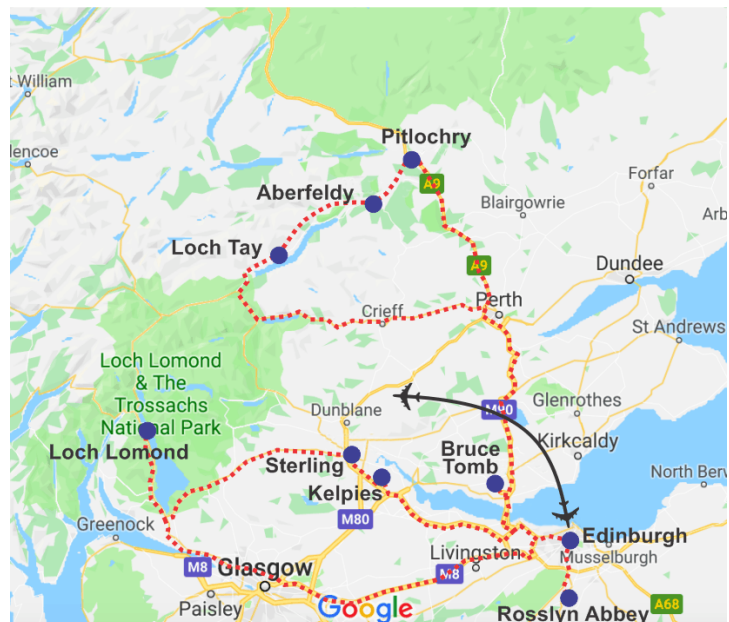 t William
Pitlochry
lencoe
A9
Forfar
Aberfeldy
Blairgowrie
Arb
Loch Tay
A9
Dundee
Perth
Crieff
St Andrews
Loch Lomond
& The
Trossachs
National Park
Dunblane
M90
Glenrothes
Loch Lomond
Sterling
Bruce
Tomb
Kirkcaldy
Kelpies
North Berw
M80
Greenock
Edinburgh
Livingston
Musselburgh
M8
Glasgow
M8
Paisley
Google
Rosslyn Abbey
A68